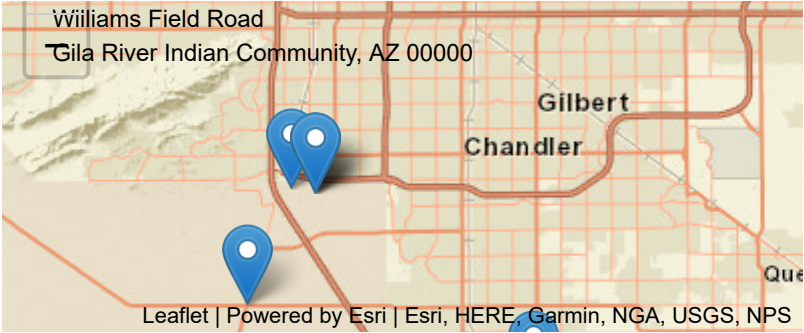 Williams Field Road
Gila River Indian Community, AZ 00000
Gilbert
Chandler
Que
Leaflet | Powered by Esri | Esri, HERE, Garmin, NGA, USGS, NPS